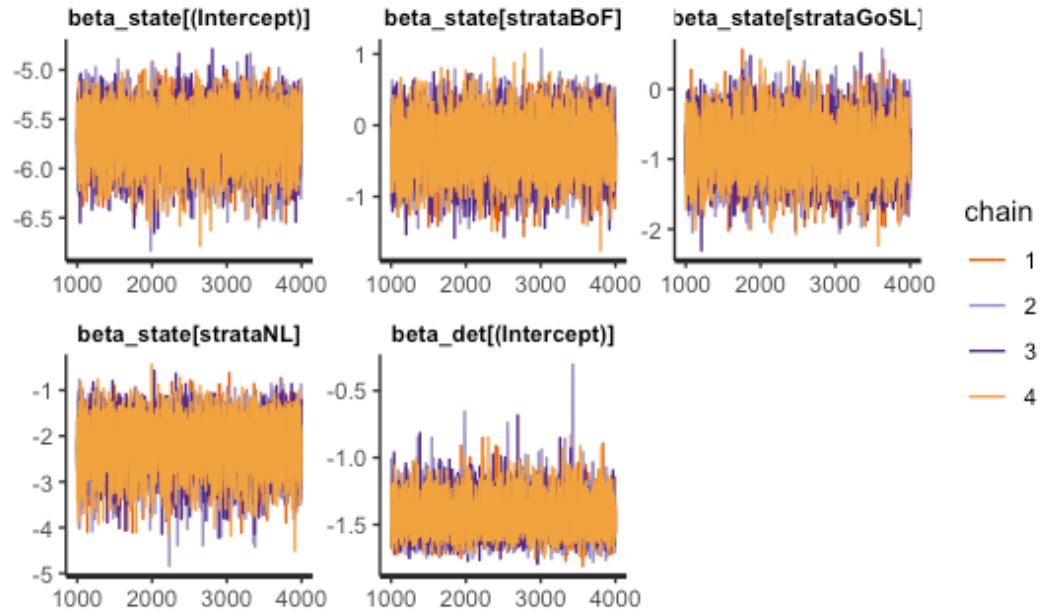 beta_state[(Intercept)] beta_state[strataBoF] beta_state[strataGoSL]
-5.0 1 0
-5.5 0 -1
-6.0 -1 -2
-6.5
1000 2000 3000 4000 1000 2000 3000 4000 1000 2000 3000 4000
beta_state[strataNL] beta_det[(Intercept)]
-1 -0.5
-2 -1.0
-3 -1.5
-4
-5
1000 2000 3000 4000 1000 2000 3000 4000
chain
1
2
3
4